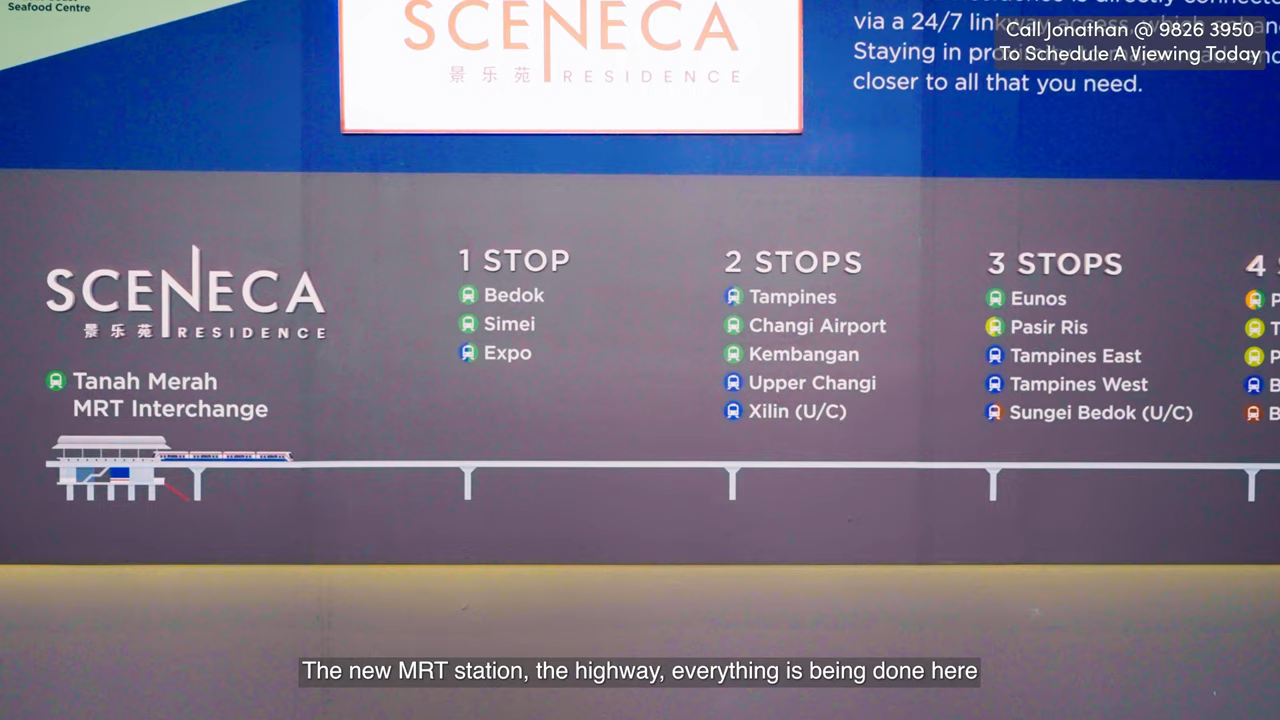 Seafood Centre
SCENECA
景乐苑 RESIDENCE
via a 24/7
Staying in
closer to all that you need.
Call Jonathan @ 9826 3950
To Schedule A Viewing Today
SCENECA
景乐苑 RESIDENCE
Tanah Merah
MRT Interchange
1 STOP
Bedok
Simei
Expo
2 STOPS
Tampines
Changi Airport
Kembangan
Upper Changi
Xilin (U/C)
3 STOPS
Eunos
Pasir Ris
Tampines East
Tampines West
Sungei Bedok (U/C)
4
The new MRT station, the highway, everything is being done here